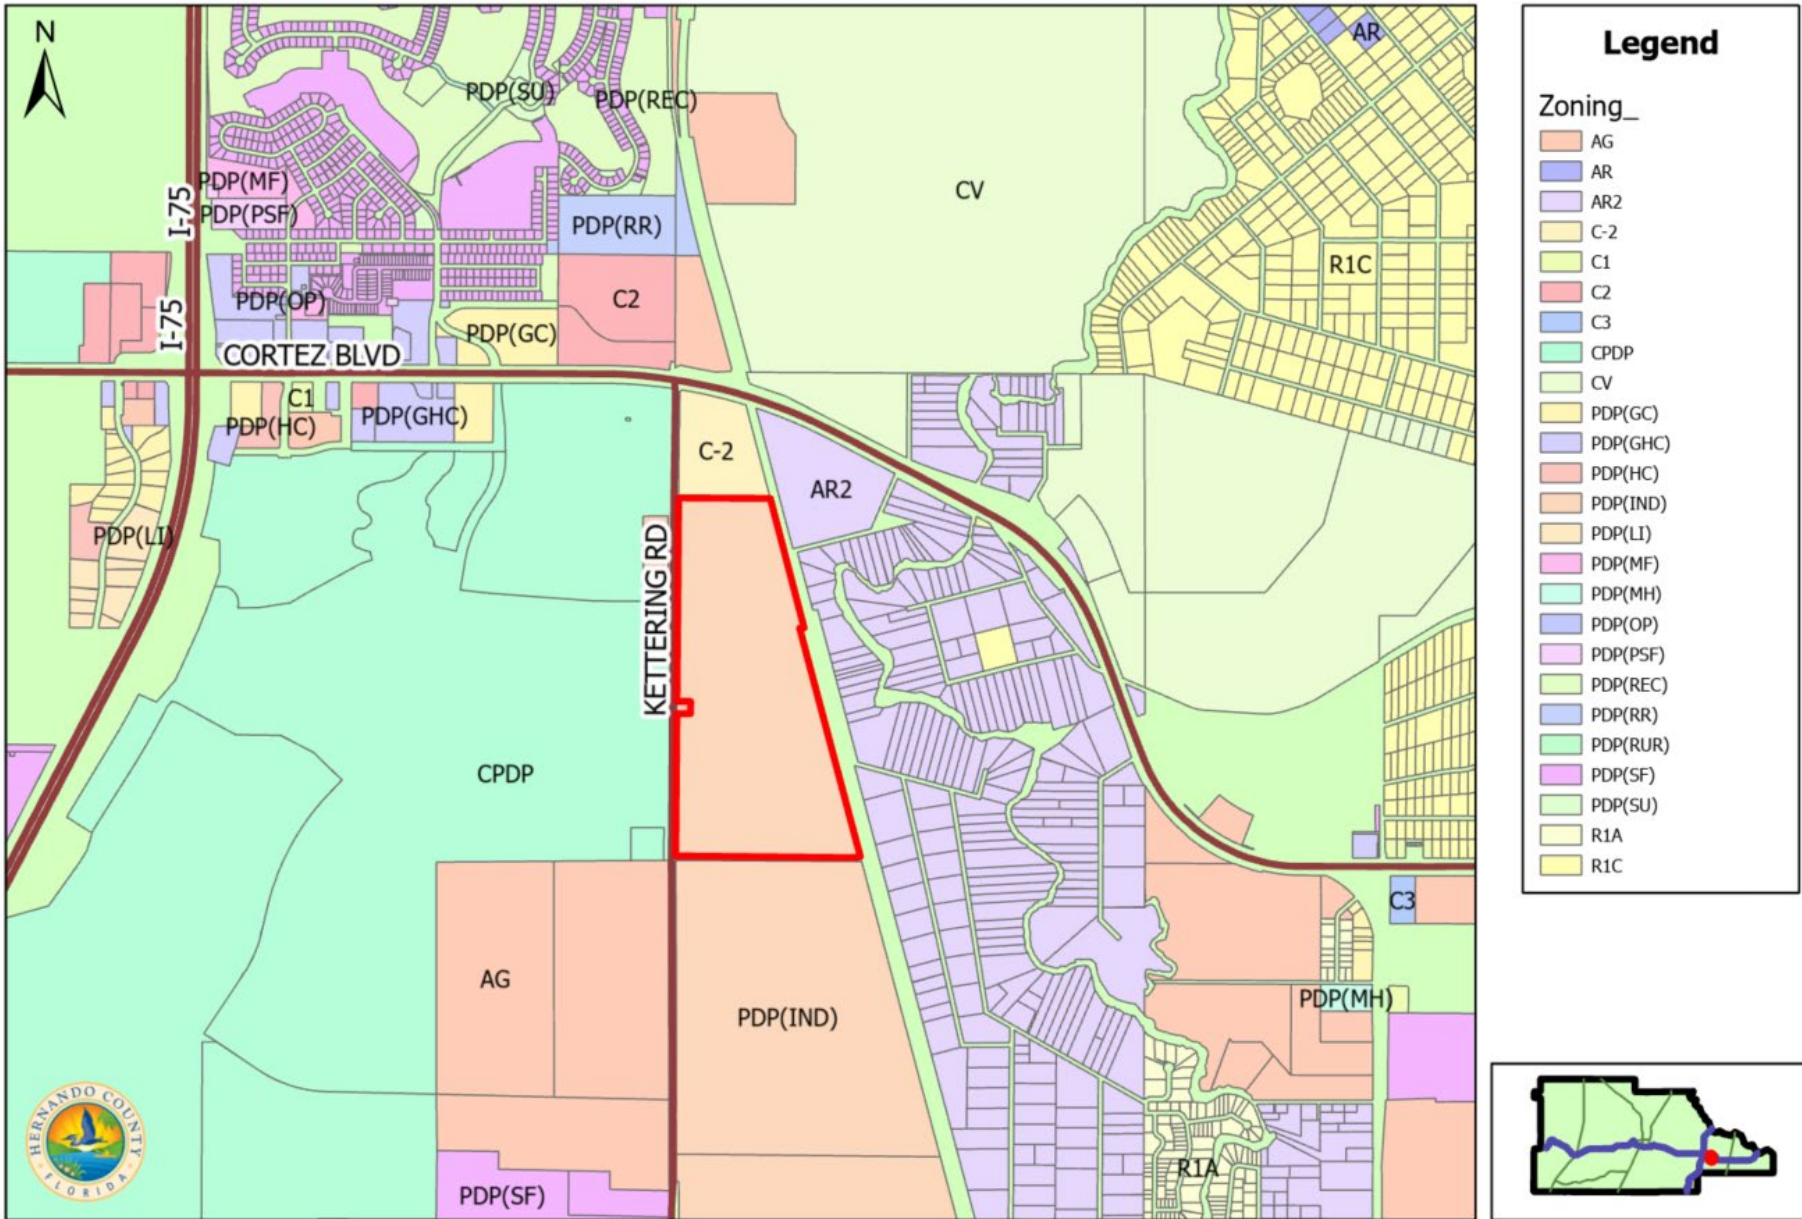 N
AR
PDP(SU)
PDP(REC)
PDP(MF)
CV
I-75
PDP(PSF)
PDP(RR)
R1C
C2
PDP(OP)
I-75
PDP(GC)
CORTEZ BLVD
C1
PDP(GHC)
PDP(HC)
C-2
AR2
PDP(LI)
KETTERING RD
CPDP
C3
AG
PDP(MH)
PDP(IND)
R1A
PDP(SF)
HERNANDO COUNTY
FLORIDA
Legend
Zoning_
AG
AR
AR2
C-2
C1
C2
C3
CPDP
CV
PDP(GC)
PDP(GHC)
PDP(HC)
PDP(IND)
PDP(LI)
PDP(MF)
PDP(MH)
PDP(OP)
PDP(PSF)
PDP(REC)
PDP(RR)
PDP(RUR)
PDP(SF)
PDP(SU)
R1A
R1C